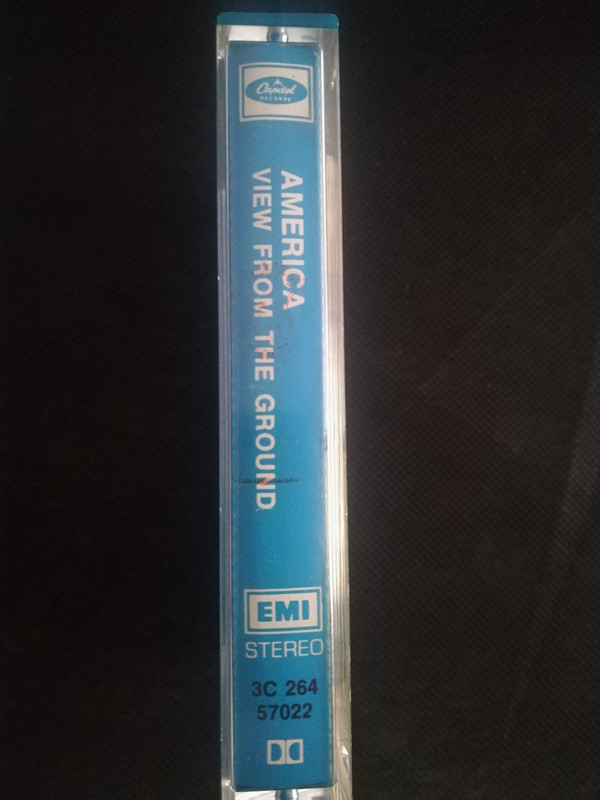 Capitol
RECORDS
AMERICA
VIEW FROM THE GROUND
EMI
STEREO
3C 264
57022